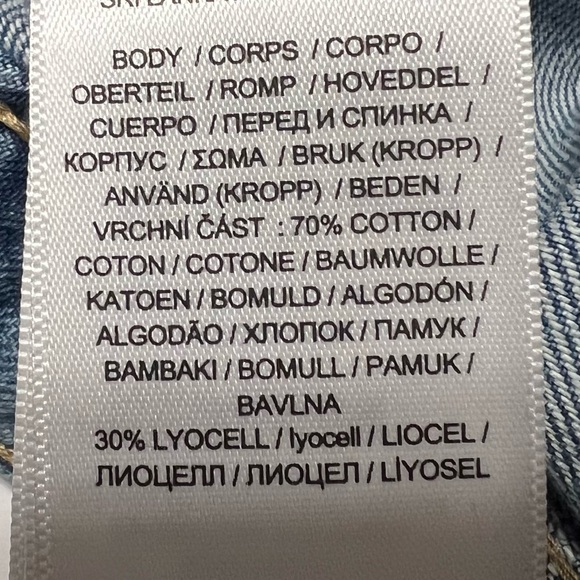 BODY / CORPS / CORPO /
OBERTEIL / ROMP / HOVEDDEL /
CUERPO / ПЕРЕД И СПИНКА /
КОРПУС / ΣΩΜΑ / BRUK (KROPP) /
ANVÄND (KROPP) / BEDEN /
VRCHNÍ ČÁST : 70% COTTON /
COTON / COTONE / BAUMWOLLE /
KATOEN / BOMULD / ALGODÓN /
ALGODÃO / ХЛОПОК / ПАМУК /
BAMBAKI / BOMULL / PAMUK /
BAVLNA
30% LYOCELL / lyocell / LIOCEL /
ЛИОЦЕЛЛ / ЛИОЦЕЛ / LİYOSEL